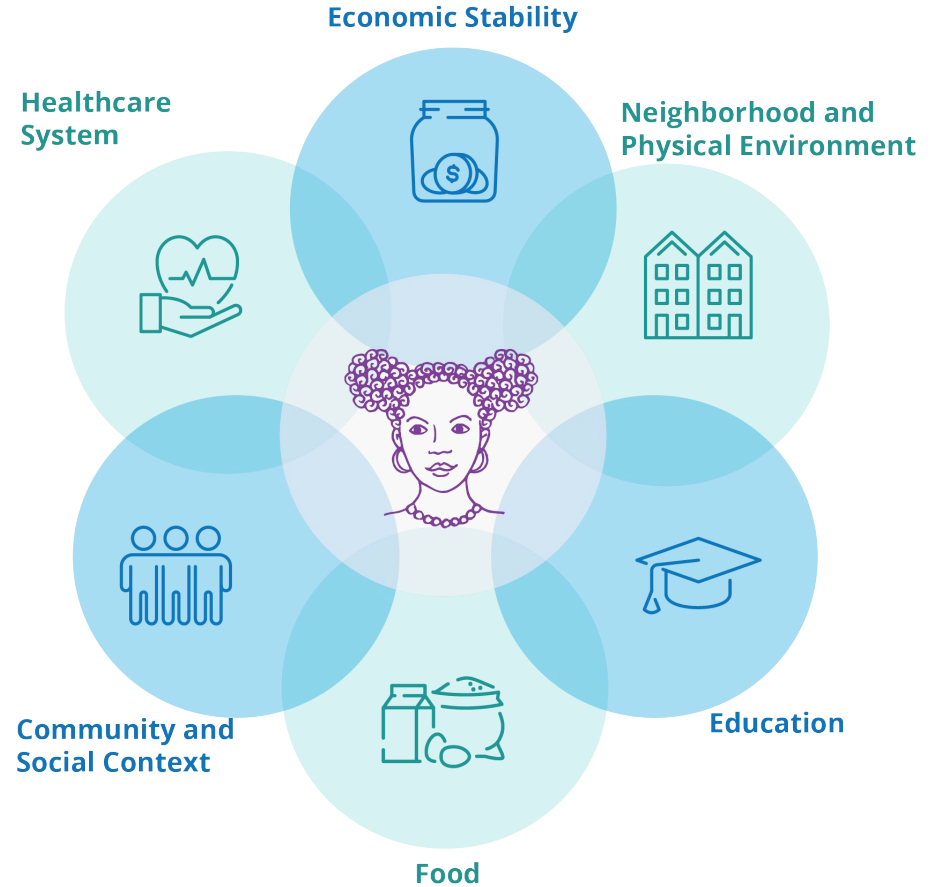 Economic Stability
Healthcare
System
Neighborhood and
Physical Environment
$
Community and
Social Context
Education
Food